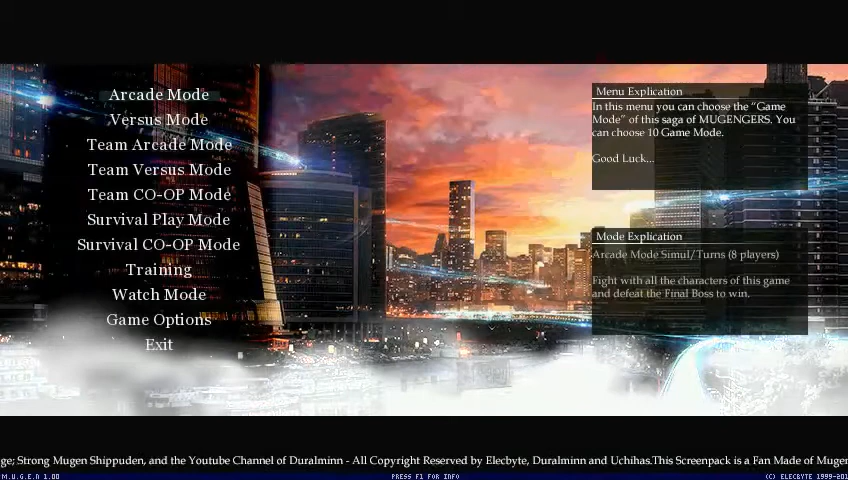 Arcade Mode
Versus Mode
Team Arcade Mode
Team Versus Mode
Team CO-OP Mode
Survival Play Mode
Survival CO-OP Mode
Training
Watch Mode
Game Options
Exit
Menu Explication
In this menu you can choose the “Game
Mode” of this saga of MUGENGERS. You
can choose 10 Game Mode.
Good Luck...
Mode Explication
Arcade Mode Simul/Turns (8 players)
Fight with all the characters of this game
and defeat the Final Boss to win.
ge; Strong Mugen Shippuden, and the Youtube Channel of Duralminn - All Copyright Reserved by Elecbyte, Duralminn and Uchihas.This Screenpack is a Fan Made of Muger
M.U.G.E.N 1.00
PRESS F1 FOR INFO
(C) ELECBYTE 1999-201